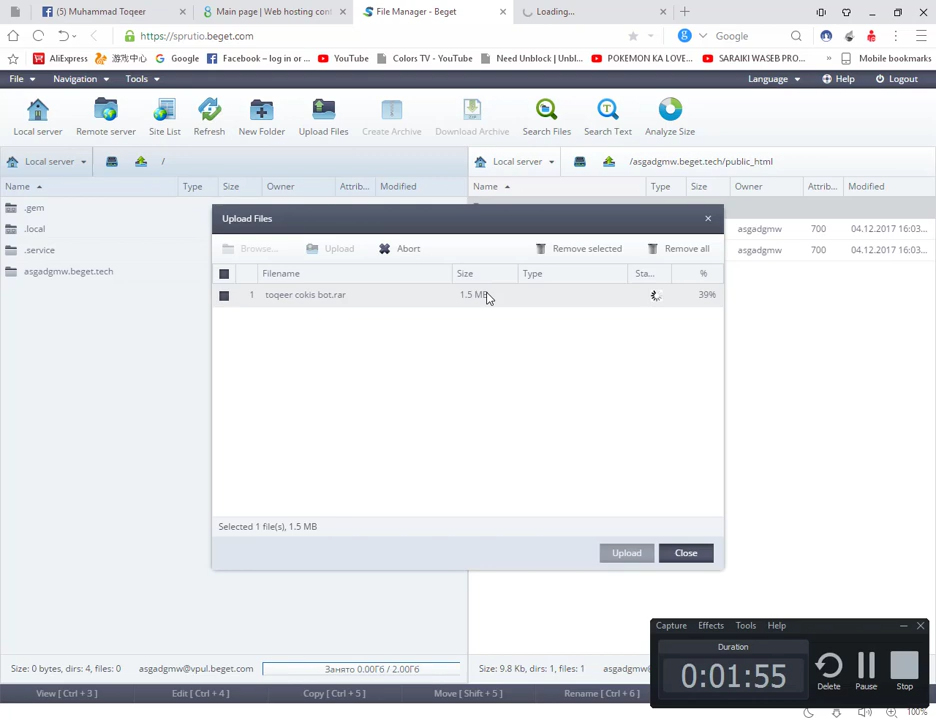 (5) Muhammad Toqeer
Main page | Web hosting cont
File Manager - Beget
Loading...
https://sprutio.beget.com
Google
AliExpress
游戏中心
Google
Facebook – log in or ...
YouTube
Colors TV - YouTube
Need Unblock | Unbl...
POKEMON KA LOVE...
SARAIKI WASEB PRO...
»
Mobile bookmarks
File
Navigation
Tools
Language
Help
Logout
Local server
Remote server
Site List
Refresh
New Folder
Upload Files
Create Archive
Download Archive
Search Files
Search Text
Analyze Size
Local server
/
Local server
/asgadgmw.beget.tech/public_html
Name
Type
Size
Owner
Attrib...
Modified
Name
Type
Size
Owner
Attrib...
Modified
.gem
.local
asgadgmw
700
04.12.2017 16:03...
.service
asgadgmw
700
04.12.2017 16:03...
asgadgmw.beget.tech
Upload Files
Browse...
Upload
Abort
Remove selected
Remove all
Filename
Size
Type
Sta...
%
1
toqeer cokis bot.rar
1.5 MB
39%
Selected 1 file(s), 1.5 MB
Upload
Close
Size: 0 bytes, dirs: 4, files: 0
asgadgmw@vpul.beget.com
Занято 0.00Гб / 2.00Гб
Size: 9.8 Kb, dirs: 1, files: 1
asgadgmw@
View [ Ctrl + 3 ]
Edit [ Ctrl + 4 ]
Copy [ Ctrl + 5 ]
Move [ Shift + 5 ]
Rename [ Ctrl + 6 ]
Capture
Effects
Tools
Help
Duration
0:01:55
Delete
Pause
Stop
100%